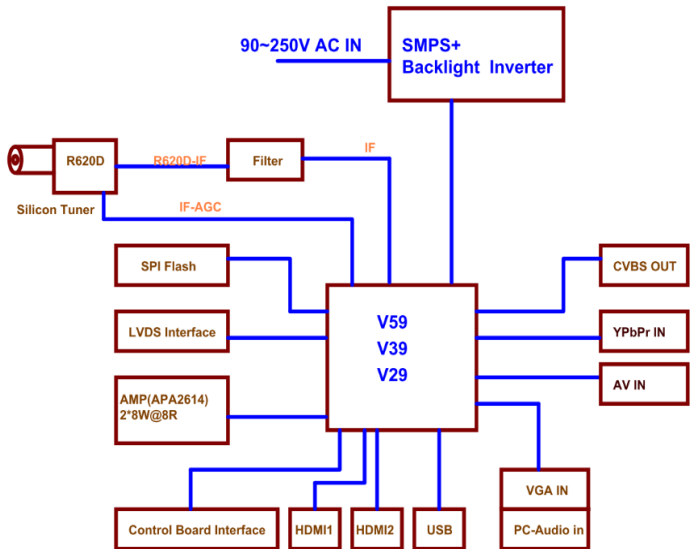 90~250V AC IN
SMPS+
Backlight Inverter
R620D
R620D-IF
Filter
IF
Silicon Tuner
IF-AGC
SPI Flash
CVBS OUT
LVDS Interface
V59
V39
V29
YPbPr IN
AMP(APA2614)
2*8W@8R
AV IN
VGA IN
Control Board Interface
HDMI1
HDMI2
USB
PC-Audio in